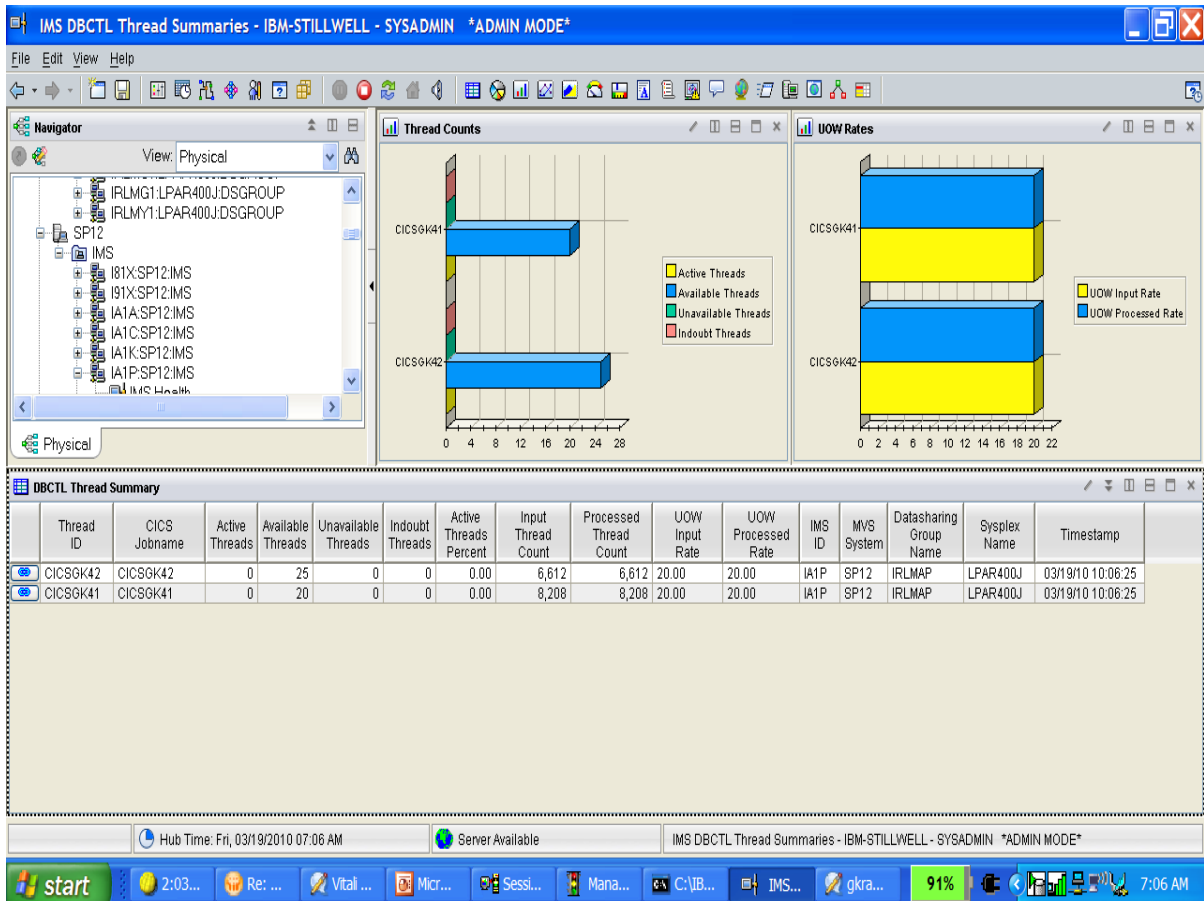 IMS DBCTL Thread Summaries - IBM-STILLWELL - SYSADMIN *ADMIN MODE*
File Edit View Help
Navigator
View: Physical
IRLMG1:LPAR400J:DSGROUP
IRLMY1:LPAR400J:DSGROUP
SP12
IMS
I81X:SP12:IMS
I91X:SP12:IMS
IA1A:SP12:IMS
IA1C:SP12:IMS
IA1K:SP12:IMS
IA1P:SP12:IMS
IMS Health
Physical
Thread Counts
CICSGK41
CICSGK42
0 4 8 12 16 20 24 28
Active Threads
Available Threads
Unavailable Threads
Indoubt Threads
UOW Rates
CICSGK41
CICSGK42
0 2 4 6 8 10 12 14 16 18 20 22
UOW Input Rate
UOW Processed Rate
DBCTL Thread Summary
Thread ID CICS Jobname Active Threads Available Threads Unavailable Threads Indoubt Threads Active Threads Percent Input Thread Count Processed Thread Count UOW Input Rate UOW Processed Rate IMS ID MVS System Datasharing Group Name Sysplex Name Timestamp
CICSGK42 CICSGK42 0 25 0 0 0.00 6,612 6,612 20.00 20.00 IA1P SP12 IRLMAP LPAR400J 03/19/10 10:06:25
CICSGK41 CICSGK41 0 20 0 0 0.00 8,208 8,208 20.00 20.00 IA1P SP12 IRLMAP LPAR400J 03/19/10 10:06:25
Hub Time: Fri, 03/19/2010 07:06 AM
Server Available
IMS DBCTL Thread Summaries - IBM-STILLWELL - SYSADMIN *ADMIN MODE*
start 2:03... Re: ... Vitali ... Micr... Sessi... Mana... C:\IB... IMS... gkra... 91% 7:06 AM